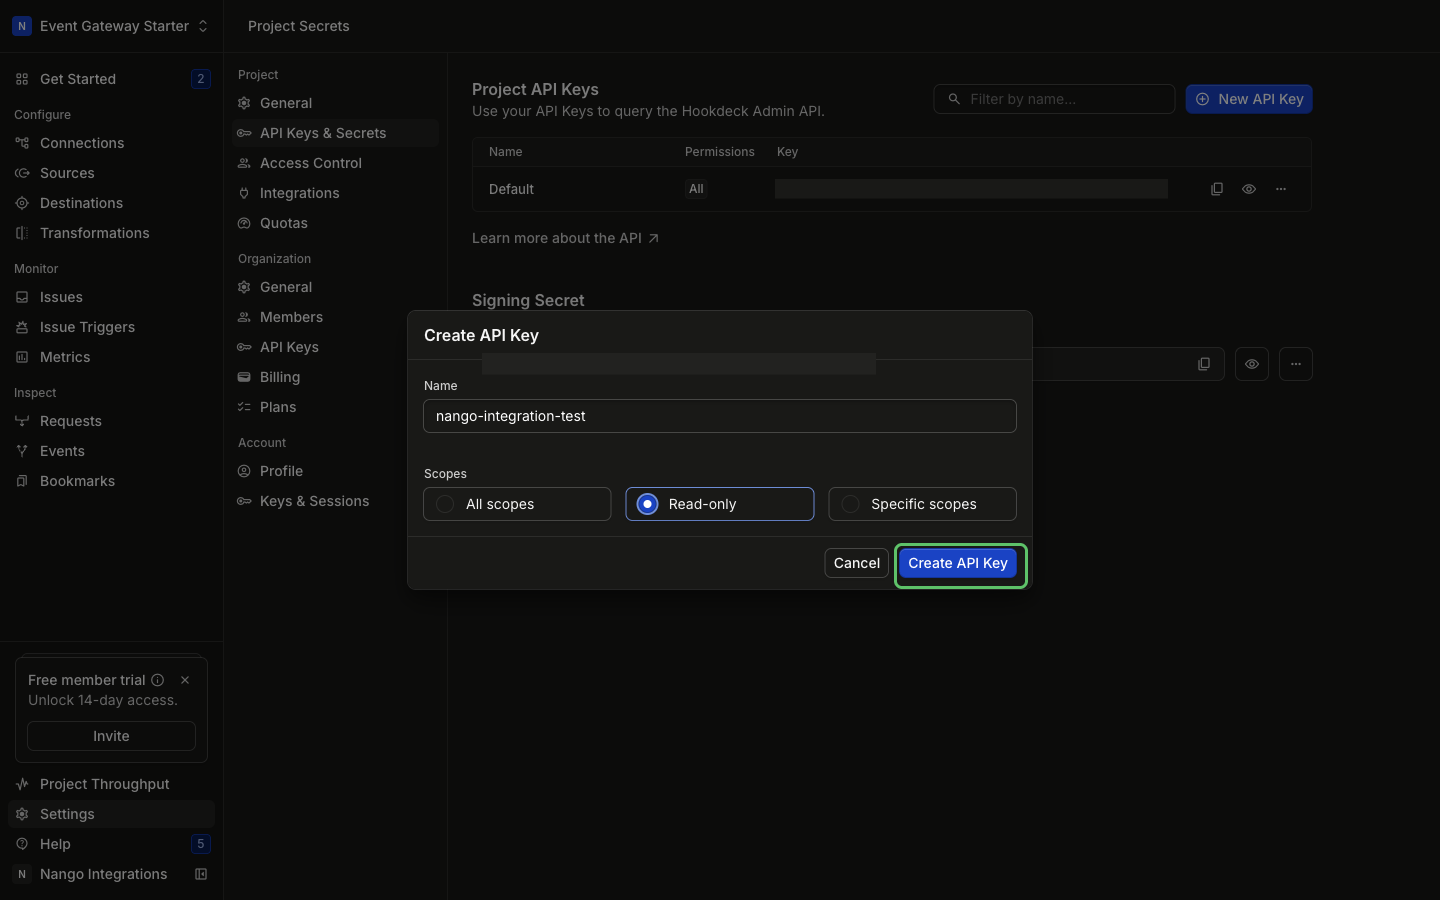 N Event Gateway Starter
Project Secrets
Get Started 2
Configure
Connections
Sources
Destinations
Transformations
Monitor
Issues
Issue Triggers
Metrics
Inspect
Requests
Events
Bookmarks
Free member trial
Unlock 14-day access.
Invite
Project Throughput
Settings
Help 5
N Nango Integrations
Project
General
API Keys & Secrets
Access Control
Integrations
Quotas
Organization
General
Members
API Keys
Billing
Plans
Account
Profile
Keys & Sessions
Project API Keys
Use your API Keys to query the Hookdeck Admin API.
Filter by name...
New API Key
Name Permissions Key
Default All
Learn more about the API
Signing Secret
Create API Key
Name
nango-integration-test
Scopes
All scopes Read-only Specific scopes
Cancel Create API Key